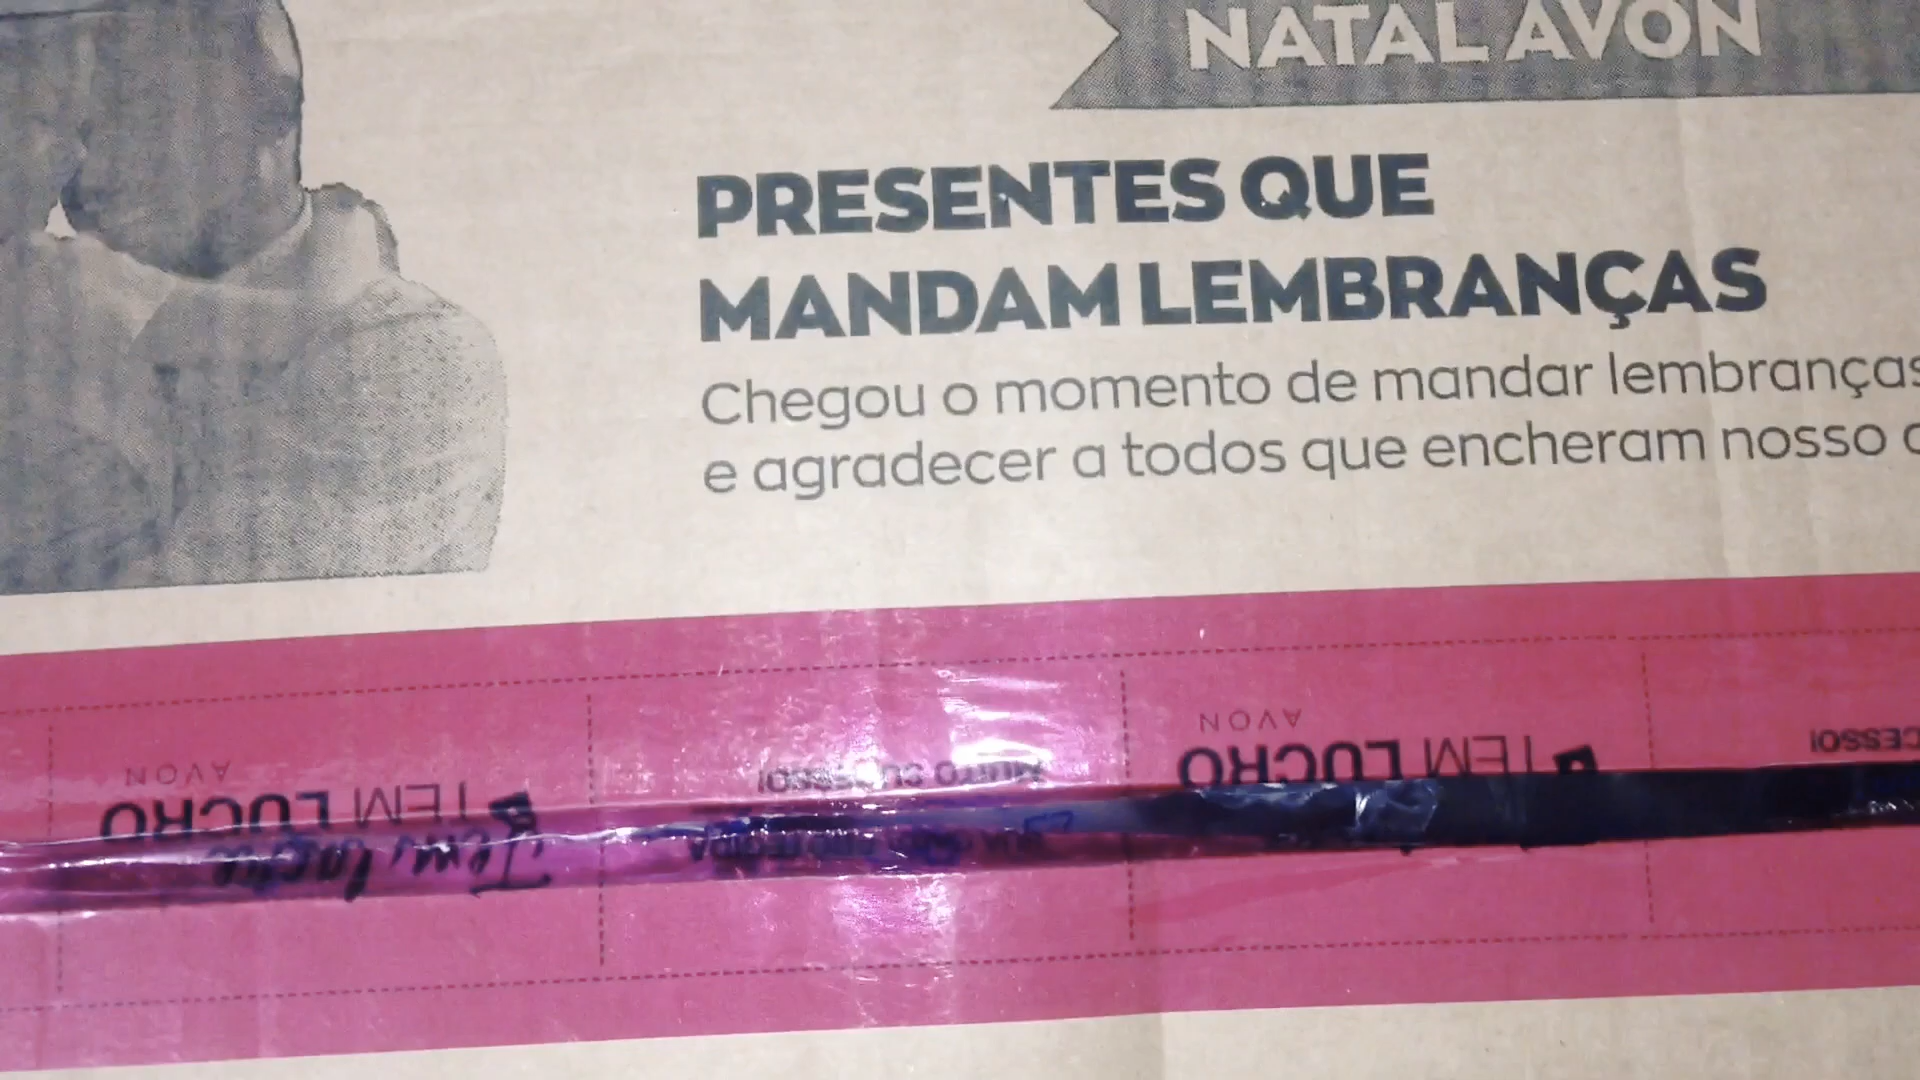 NATAL AVON
PRESENTES QUE
MANDAM LEMBRANÇAS
Chegou o momento de mandar lembranças
e agradecer a todos que encheram nosso
AVON
TEM LUCRO
MUITO SUCESSO!
AVON
TEM LUCRO